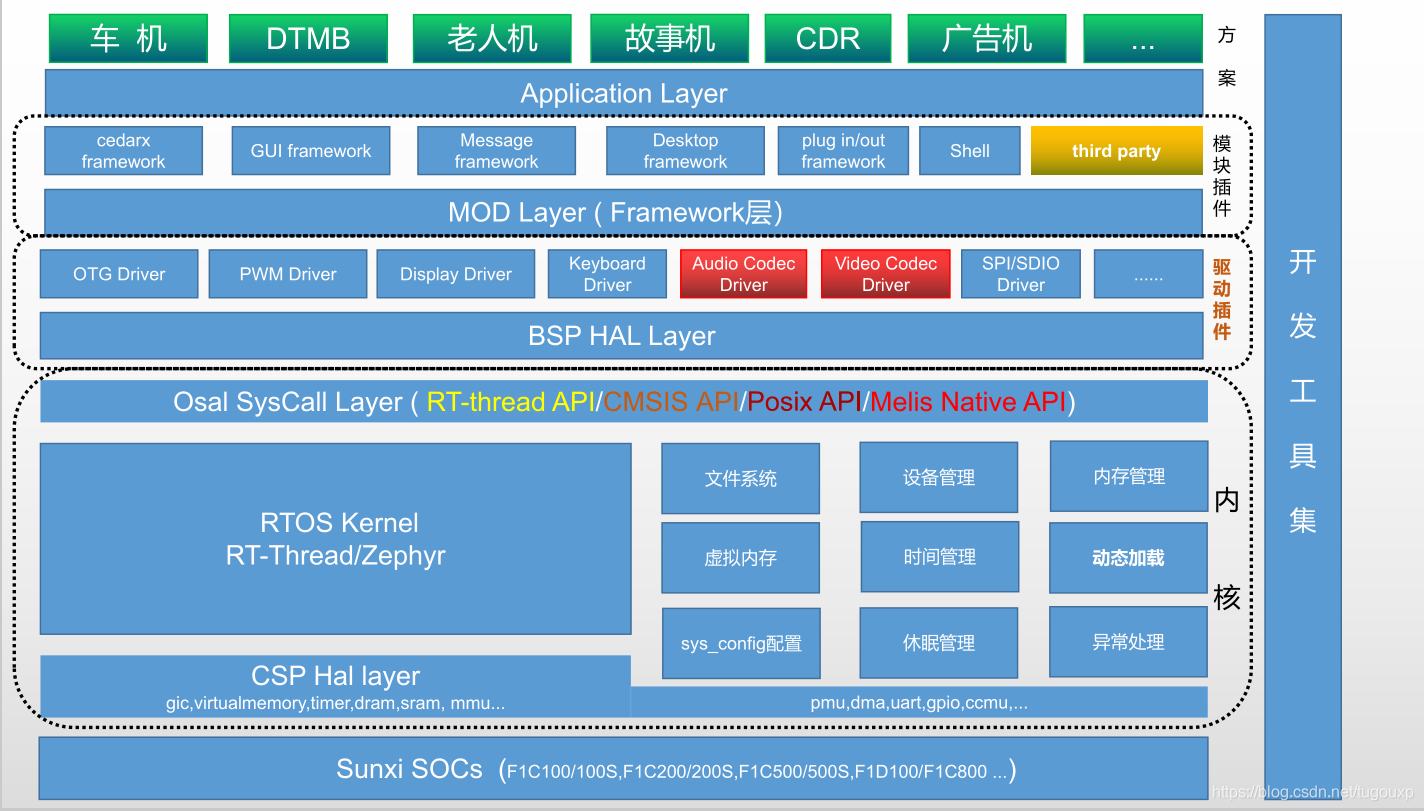 车 机
DTMB
老人机
故事机
CDR
广告机
...
方
案
Application Layer
cedarx
framework
GUI framework
Message
framework
Desktop
framework
plug in/out
framework
Shell
third party
模
块
插
件
MOD Layer ( Framework层)
OTG Driver
PWM Driver
Display Driver
Keyboard
Driver
Audio Codec
Driver
Video Codec
Driver
SPI/SDIO
Driver
......
驱
动
插
件
BSP HAL Layer
Osal SysCall Layer ( RT-thread API/CMSIS API/Posix API/Melis Native API)
RTOS Kernel
RT-Thread/Zephyr
文件系统
设备管理
内存管理
虚拟内存
时间管理
动态加载
sys_config配置
休眠管理
异常处理
内
核
CSP Hal layer
gic,virtualmemory,timer,dram,sram, mmu...
pmu,dma,uart,gpio,ccmu,...
Sunxi SOCs （F1C100/100S,F1C200/200S,F1C500/500S,F1D100/F1C800 ...)
开
发
工
具
集
https://blog.csdn.net/tugouxp